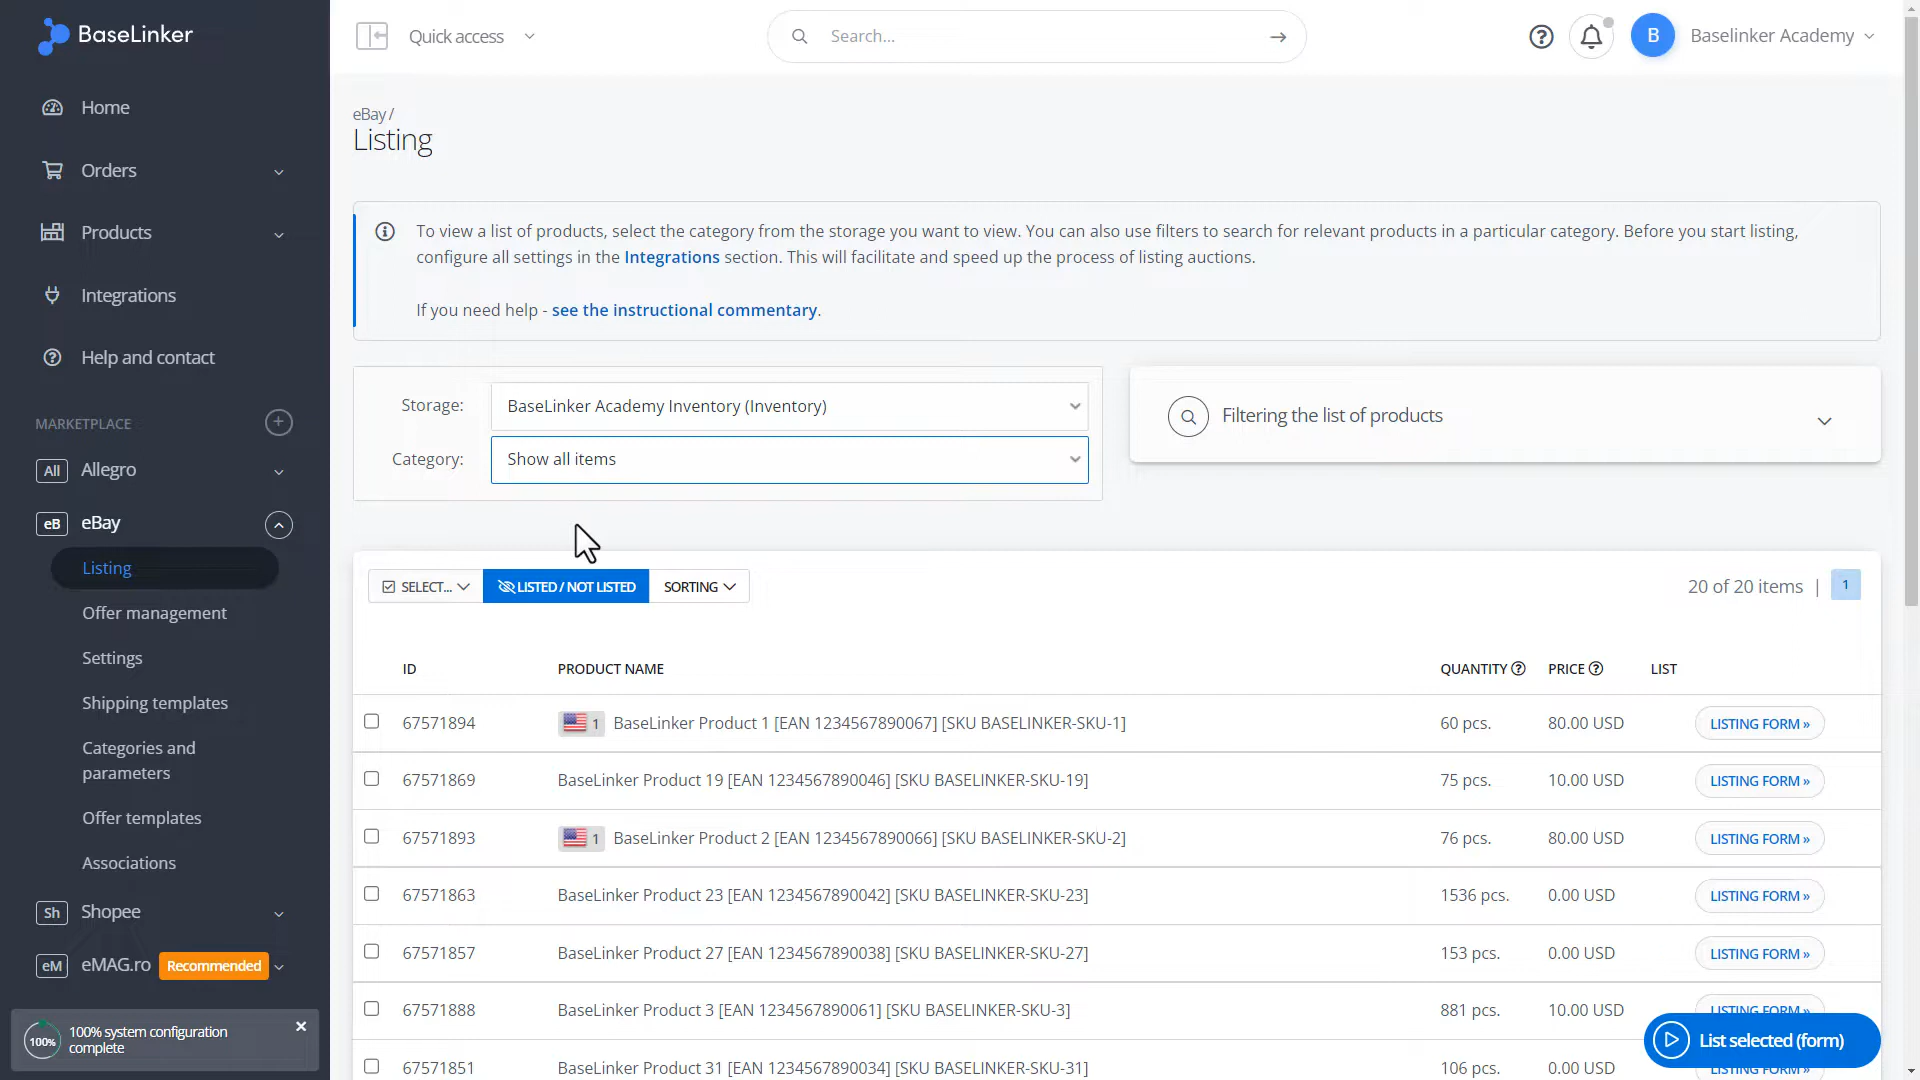 BaseLinker
Quick access
Search...
B
Baselinker Academy
Home
Orders
Products
Integrations
Help and contact
MARKETPLACE
All
Allegro
eB
eBay
Listing
Offer management
Settings
Shipping templates
Categories and
parameters
Offer templates
Associations
Sh
Shopee
eM
eMAG.ro
Recommended
100%
100% system configuration
complete
eBay /
Listing
To view a list of products, select the category from the storage you want to view. You can also use filters to search for relevant products in a particular category. Before you start listing,
configure all settings in the Integrations section. This will facilitate and speed up the process of listing auctions.
If you need help - see the instructional commentary.
Storage:
BaseLinker Academy Inventory (Inventory)
Category:
Show all items
Filtering the list of products
SELECT...
LISTED / NOT LISTED
SORTING
20 of 20 items | 1
ID PRODUCT NAME QUANTITY PRICE LIST
67571894 1 BaseLinker Product 1 [EAN 1234567890067] [SKU BASELINKER-SKU-1] 60 pcs. 80.00 USD LISTING FORM »
67571869 BaseLinker Product 19 [EAN 1234567890046] [SKU BASELINKER-SKU-19] 75 pcs. 10.00 USD LISTING FORM »
67571893 1 BaseLinker Product 2 [EAN 1234567890066] [SKU BASELINKER-SKU-2] 76 pcs. 80.00 USD LISTING FORM »
67571863 BaseLinker Product 23 [EAN 1234567890042] [SKU BASELINKER-SKU-23] 1536 pcs. 0.00 USD LISTING FORM »
67571857 BaseLinker Product 27 [EAN 1234567890038] [SKU BASELINKER-SKU-27] 153 pcs. 0.00 USD LISTING FORM »
67571888 BaseLinker Product 3 [EAN 1234567890061] [SKU BASELINKER-SKU-3] 881 pcs. 10.00 USD LISTING FORM »
67571851 BaseLinker Product 31 [EAN 1234567890034] [SKU BASELINKER-SKU-31] 106 pcs. 0.00 USD LISTING FORM »
List selected (form)